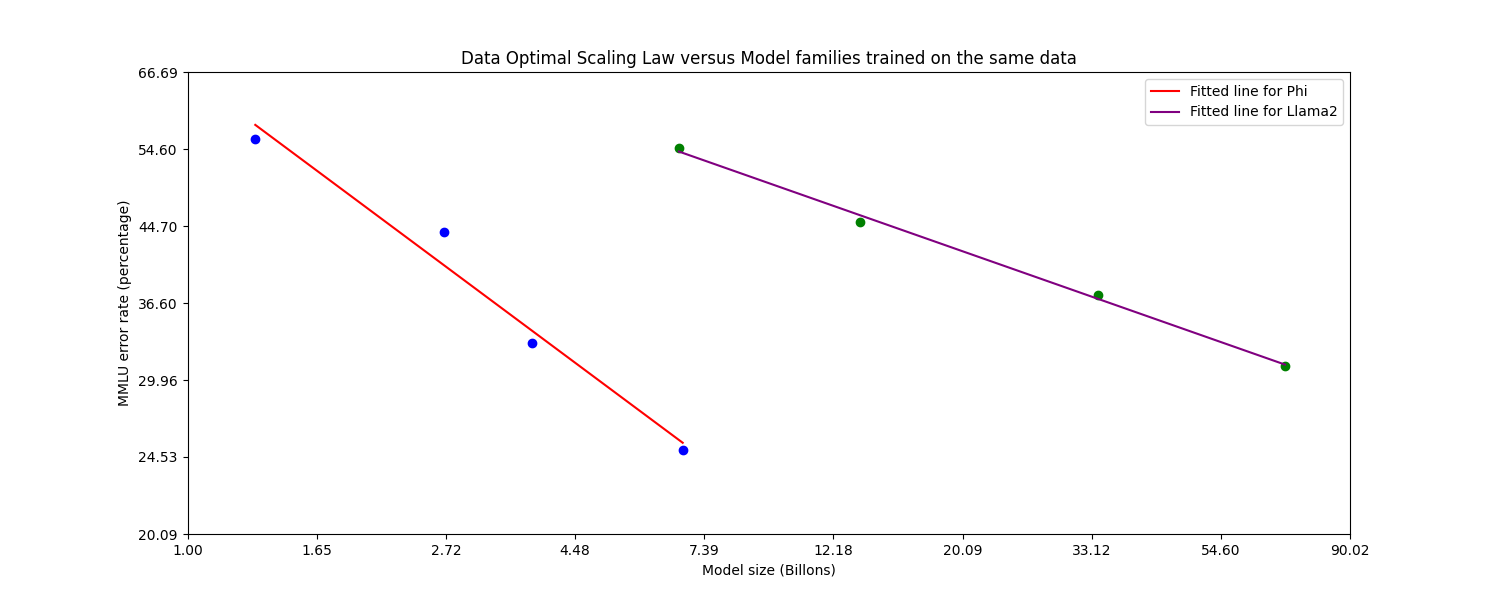 Data Optimal Scaling Law versus Model families trained on the same data
66.69
54.60
44.70
36.60
29.96
24.53
20.09
MMLU error rate (percentage)
Fitted line for Phi
Fitted line for Llama2
1.00 1.65 2.72 4.48 7.39 12.18 20.09 33.12 54.60 90.02
Model size (Billons)